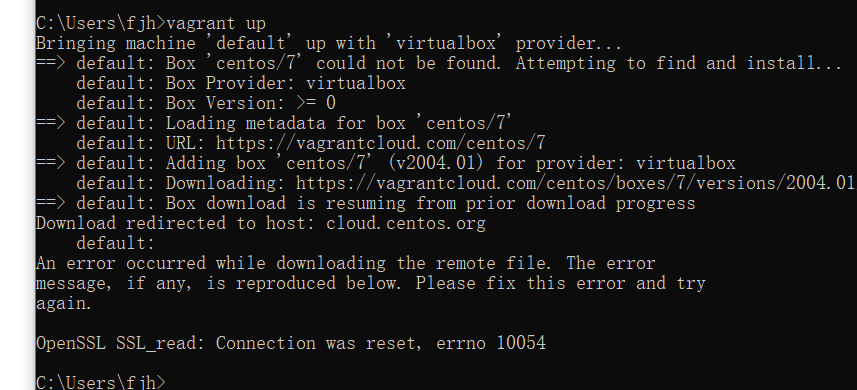 C:\Users\fjh>vagrant up
Bringing machine 'default' up with 'virtualbox' provider...
==> default: Box 'centos/7' could not be found. Attempting to find and install...
    default: Box Provider: virtualbox
    default: Box Version: >= 0
==> default: Loading metadata for box 'centos/7'
    default: URL: https://vagrantcloud.com/centos/7
==> default: Adding box 'centos/7' (v2004.01) for provider: virtualbox
    default: Downloading: https://vagrantcloud.com/centos/boxes/7/versions/2004.01
==> default: Box download is resuming from prior download progress
Download redirected to host: cloud.centos.org
    default:
An error occurred while downloading the remote file. The error
message, if any, is reproduced below. Please fix this error and try
again.
OpenSSL SSL_read: Connection was reset, errno 10054
C:\Users\fjh>